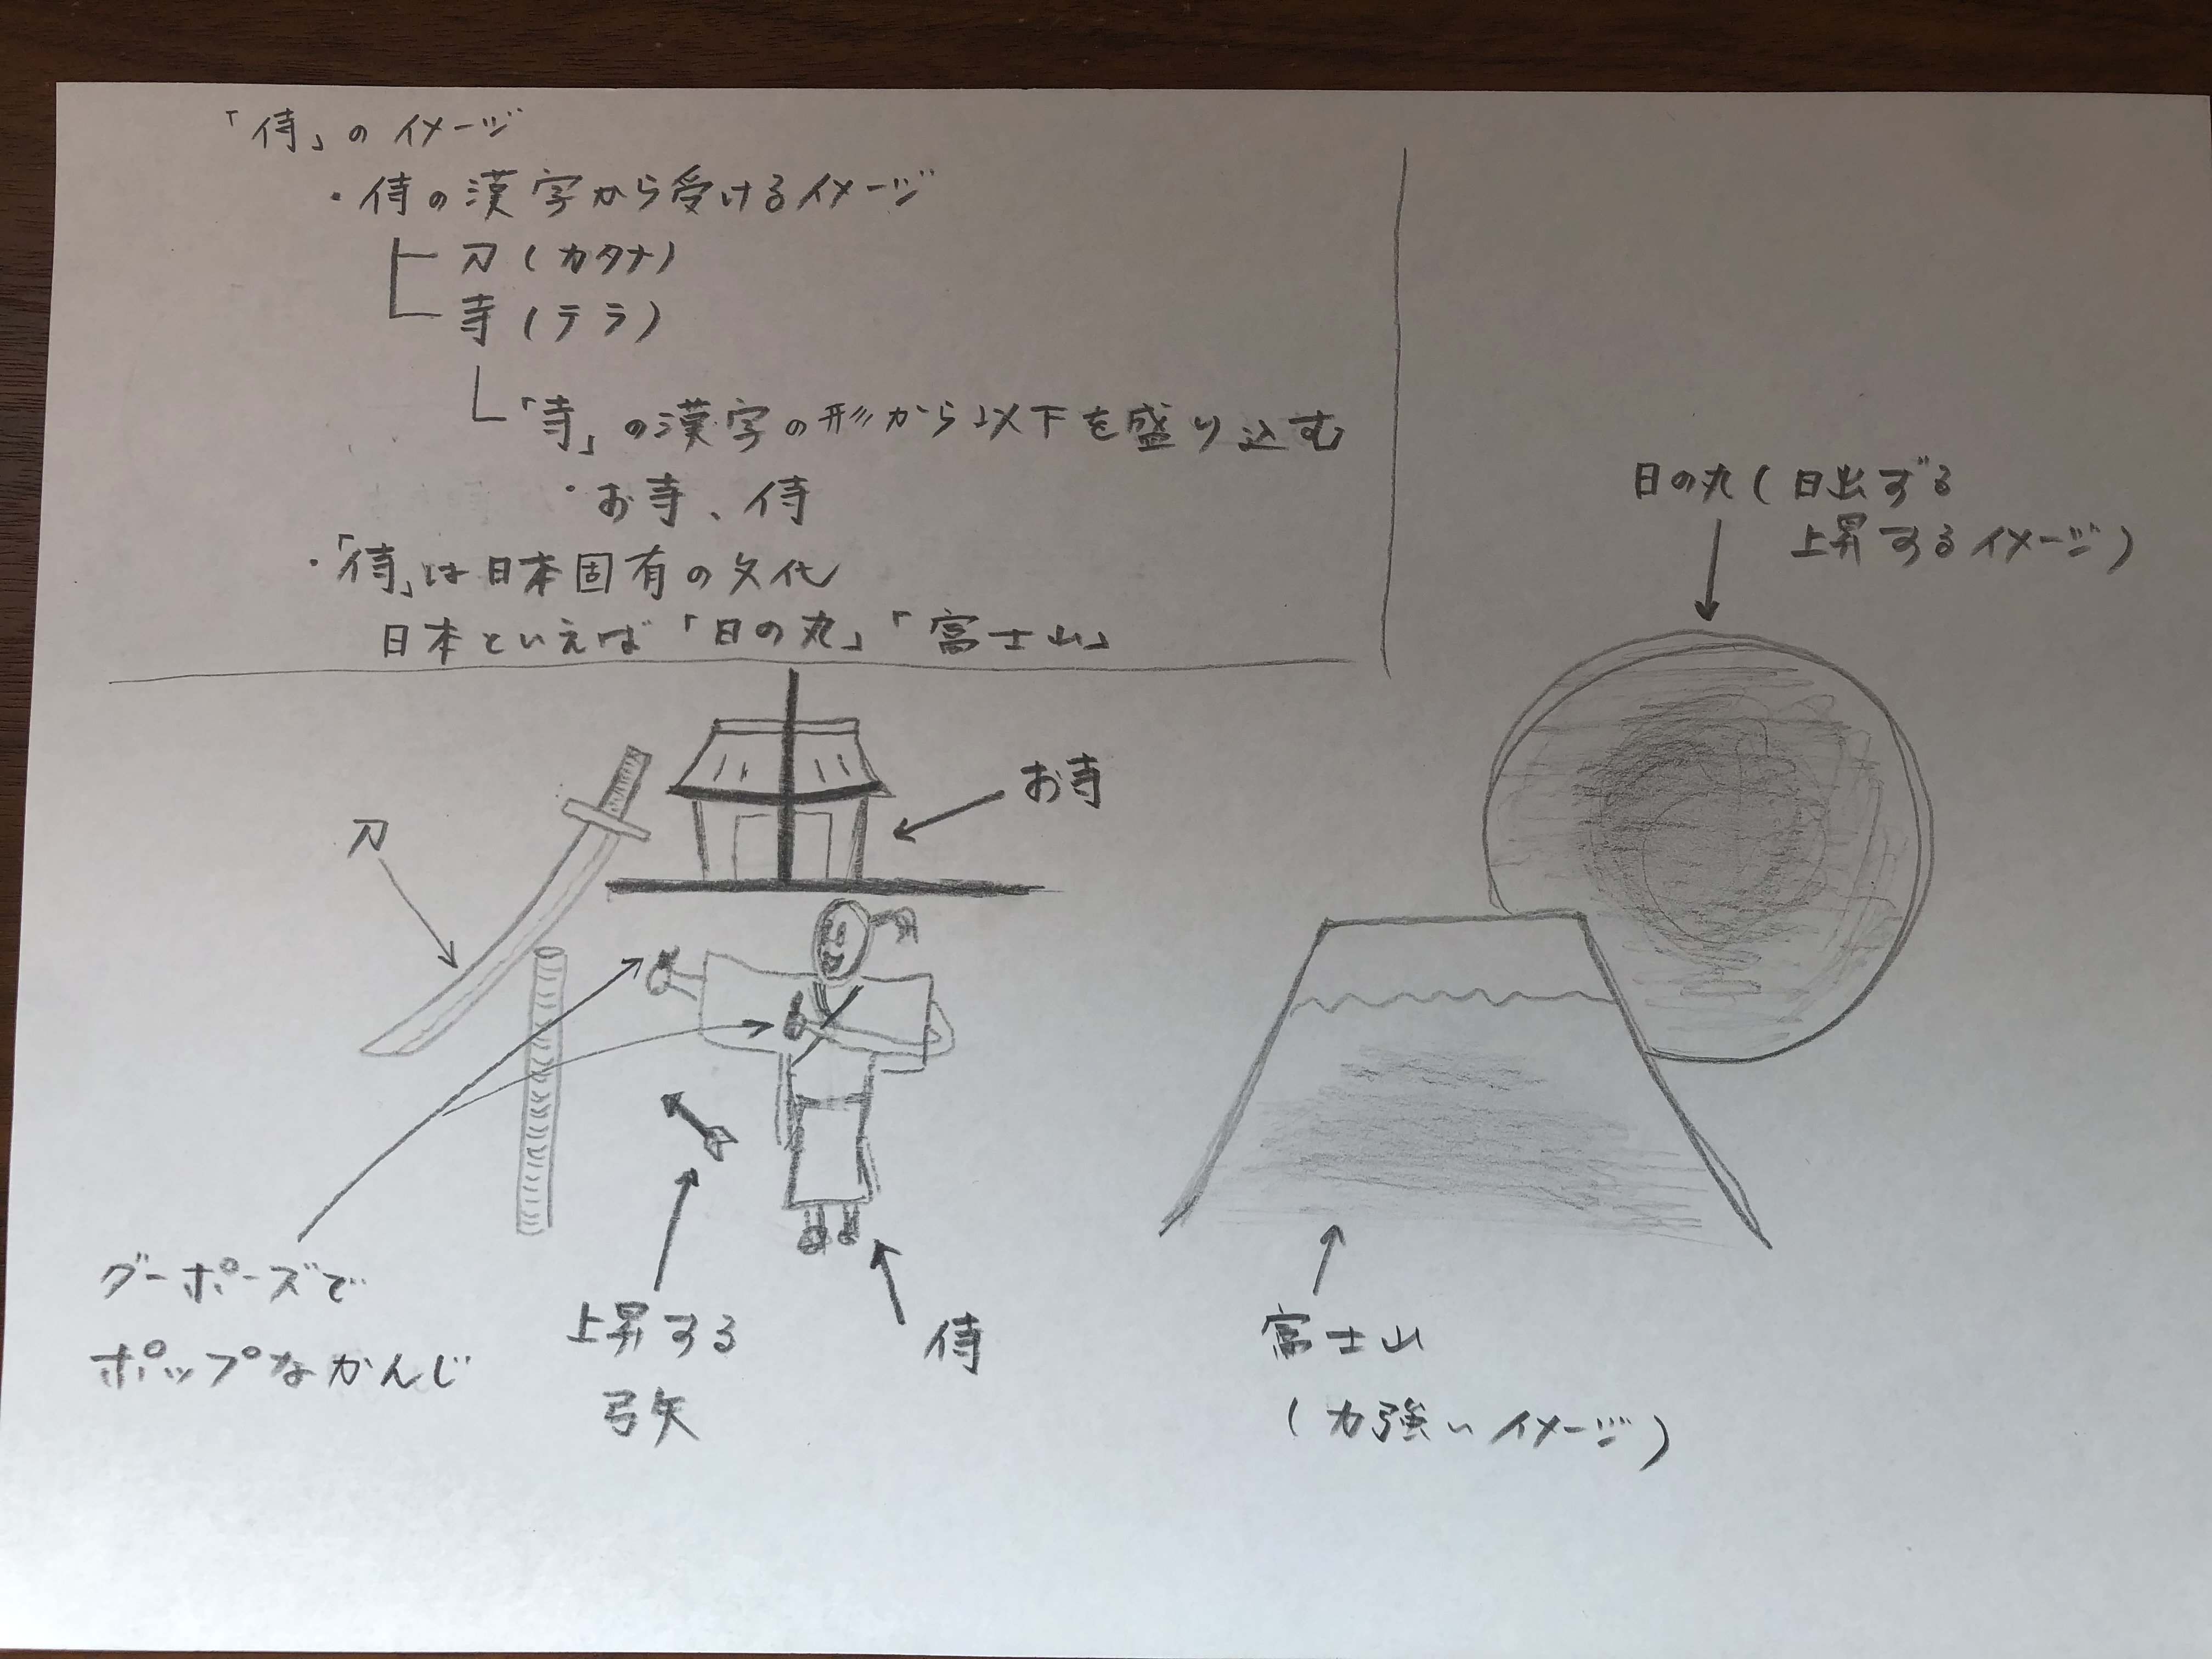 「侍」のイメージ
・侍の漢字から受けるイメージ
刀(カタナ)
寺(テラ)
「寺」の漢字の形から以下を盛り込む
・お寺、侍
・「侍」は日本固有の文化
日本といえば「日の丸」「富士山」
刀
お寺
グーポーズで
ポップなかんじ
上昇する
弓矢
侍
日の丸(日出ずる
上昇するイメージ)
富士山
(力強いイメージ)